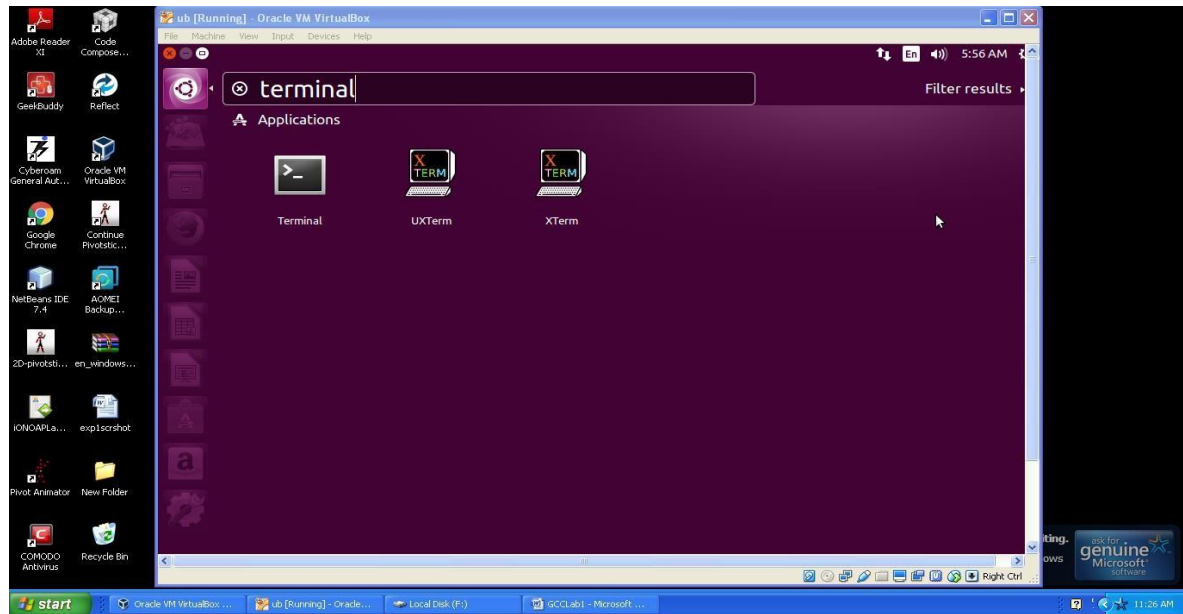 Adobe Reader
XI
Code
Compose...
GeekBuddy
Reflect
Cyberoam
General Aut...
Oracle VM
VirtualBox
Google
Chrome
Continue
Pivotstic...
NetBeans IDE
7.4
AOMEI
Backup...
2D-pivotsti...
en_windows...
iONOAPLa...
exp1scrshot
Pivot Animator
New Folder
COMODO
Antivirus
Recycle Bin
ub [Running] - Oracle VM VirtualBox
File Machine View Input Devices Help
En 5:56 AM
terminal
Filter results
Applications
>_
X
TERM
X
TERM
Terminal
UXTerm
XTerm
a
Right Ctrl
iting.
ows
ask for
genuine
Microsoft
software
start
Oracle VM VirtualBox ...
ub [Running] - Oracle...
Local Disk (F:)
GCCLab1 - Microsoft ...
11:26 AM